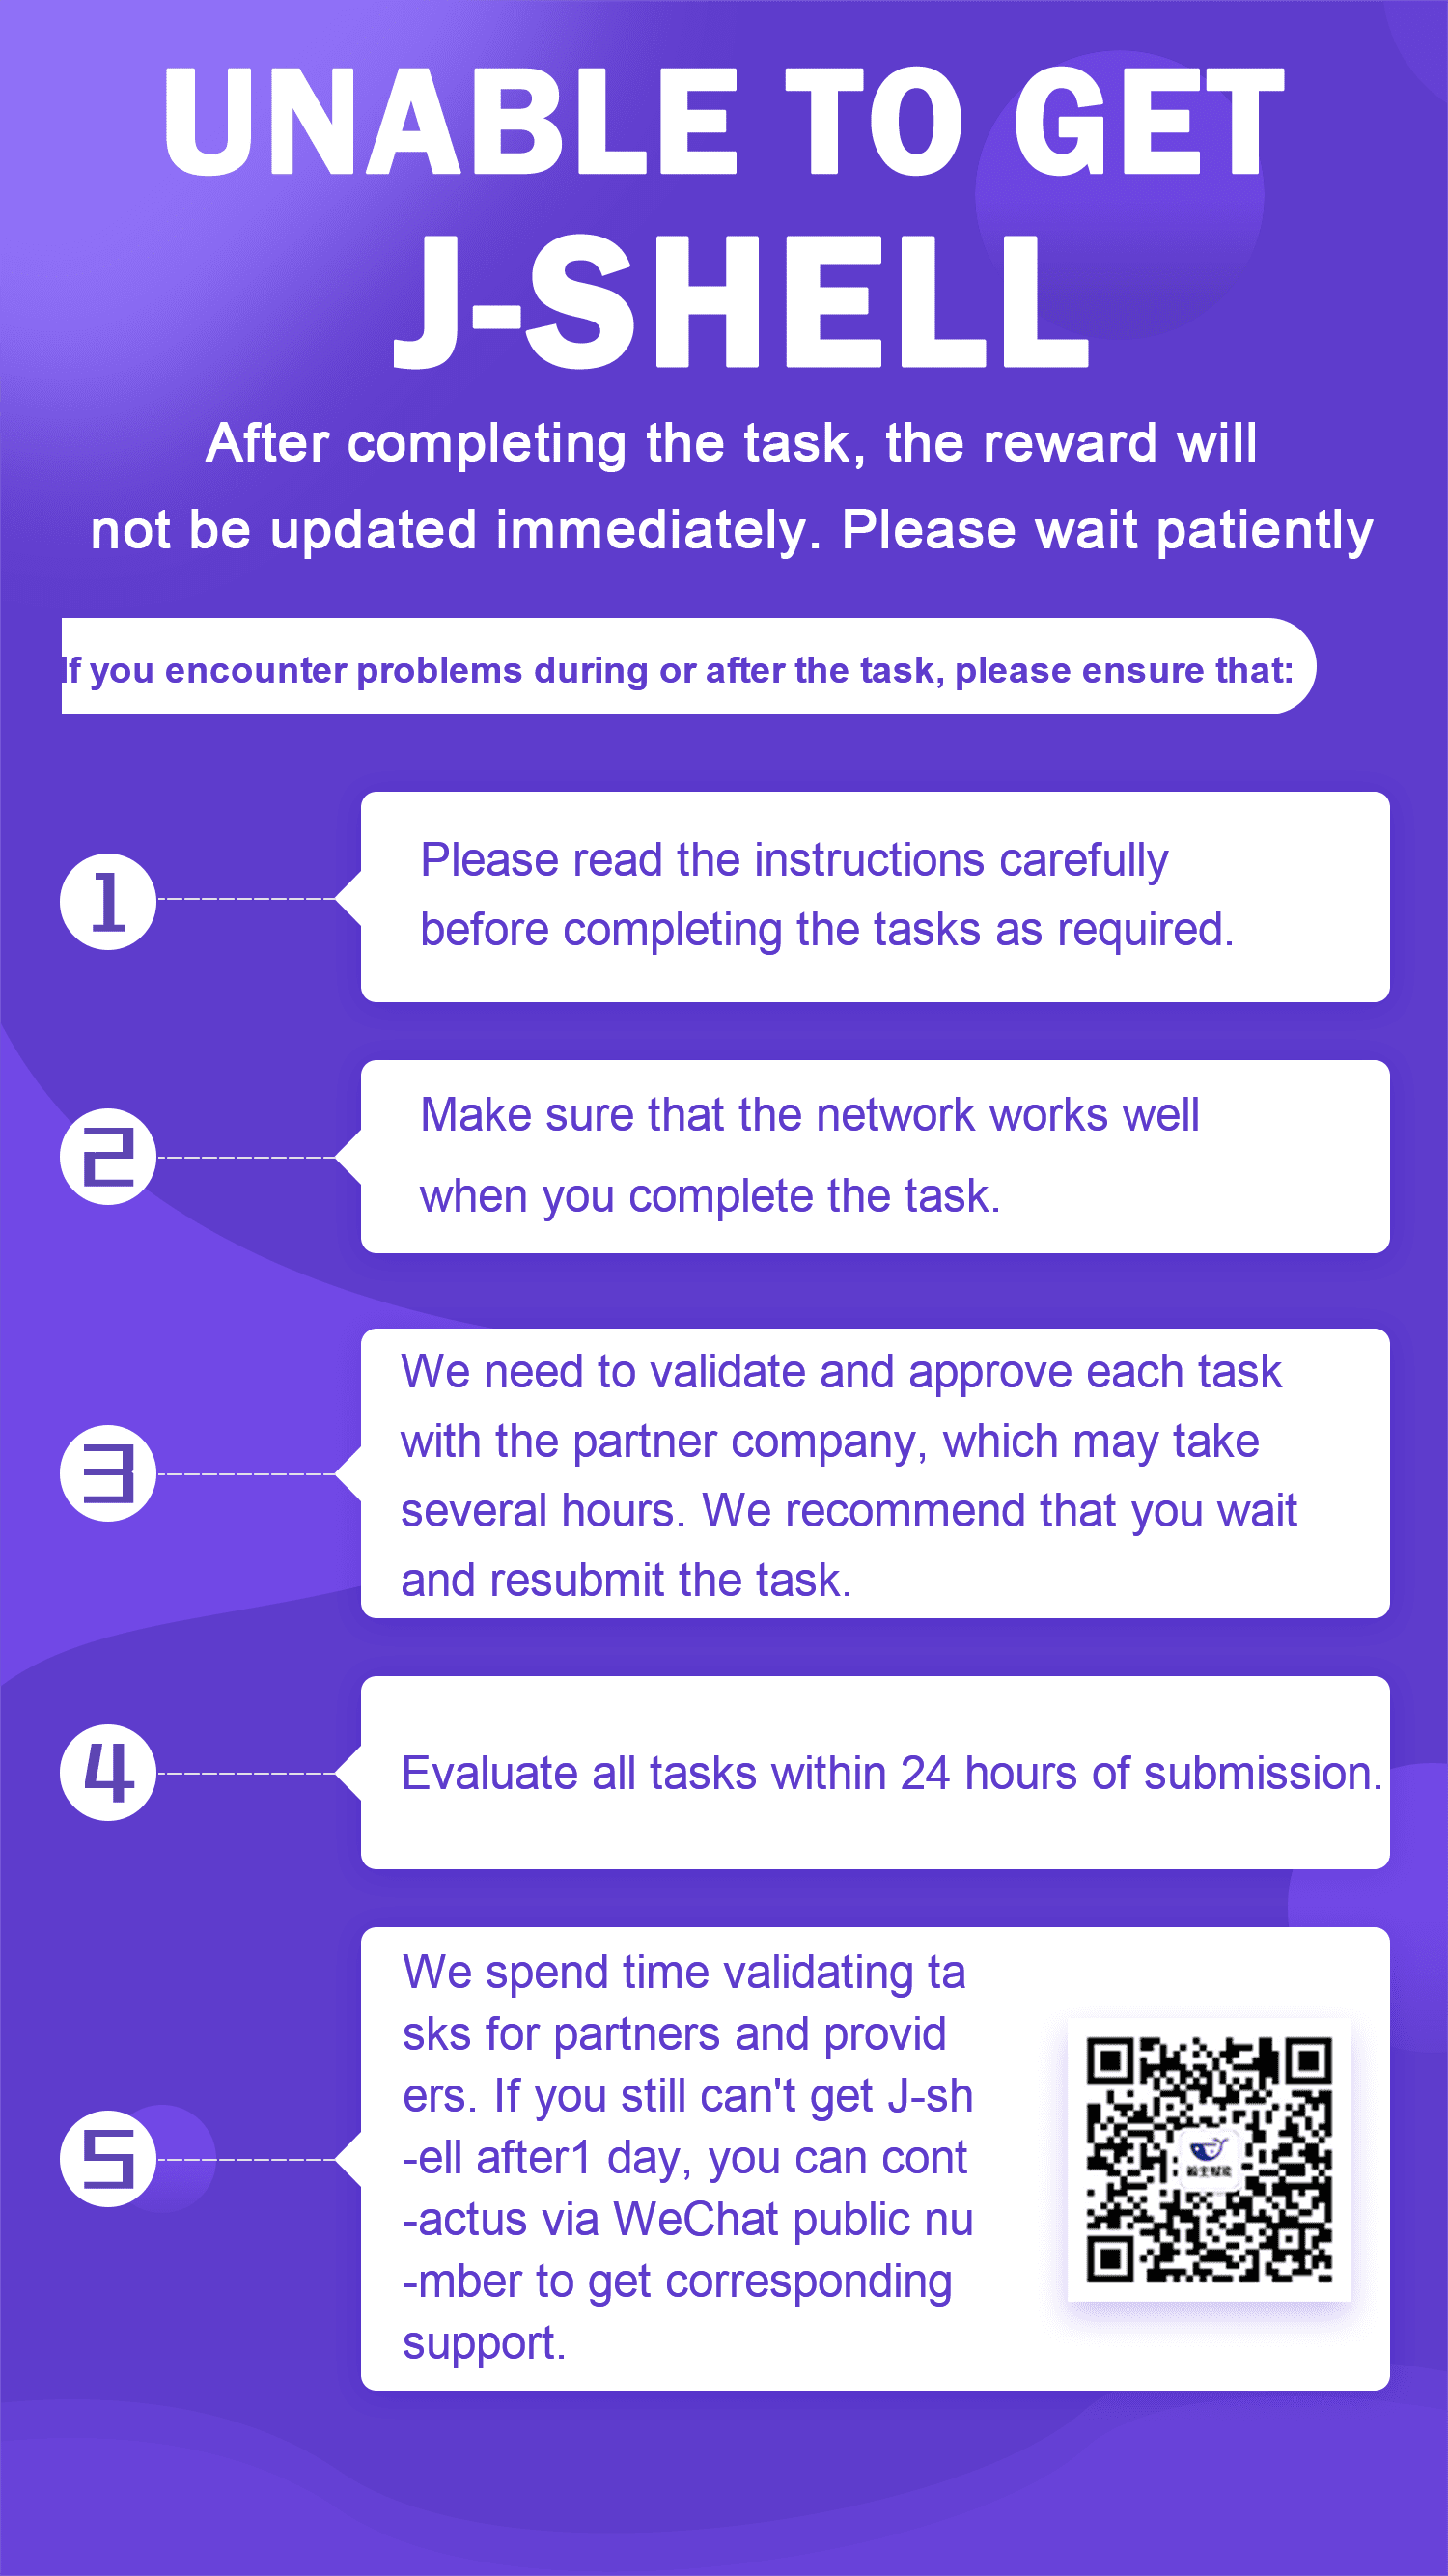 UNABLE TO GET
J-SHELL
After completing the task, the reward will
not be updated immediately. Please wait patiently
If you encounter problems during or after the task, please ensure that:
1
Please read the instructions carefully
before completing the tasks as required.
2
Make sure that the network works well
when you complete the task.
3
We need to validate and approve each task
with the partner company, which may take
several hours. We recommend that you wait
and resubmit the task.
4
Evaluate all tasks within 24 hours of submission.
5
We spend time validating ta
sks for partners and provid
ers. If you still can't get J-sh
-ell after1 day, you can cont
-actus via WeChat public nu
-mber to get corresponding
support.